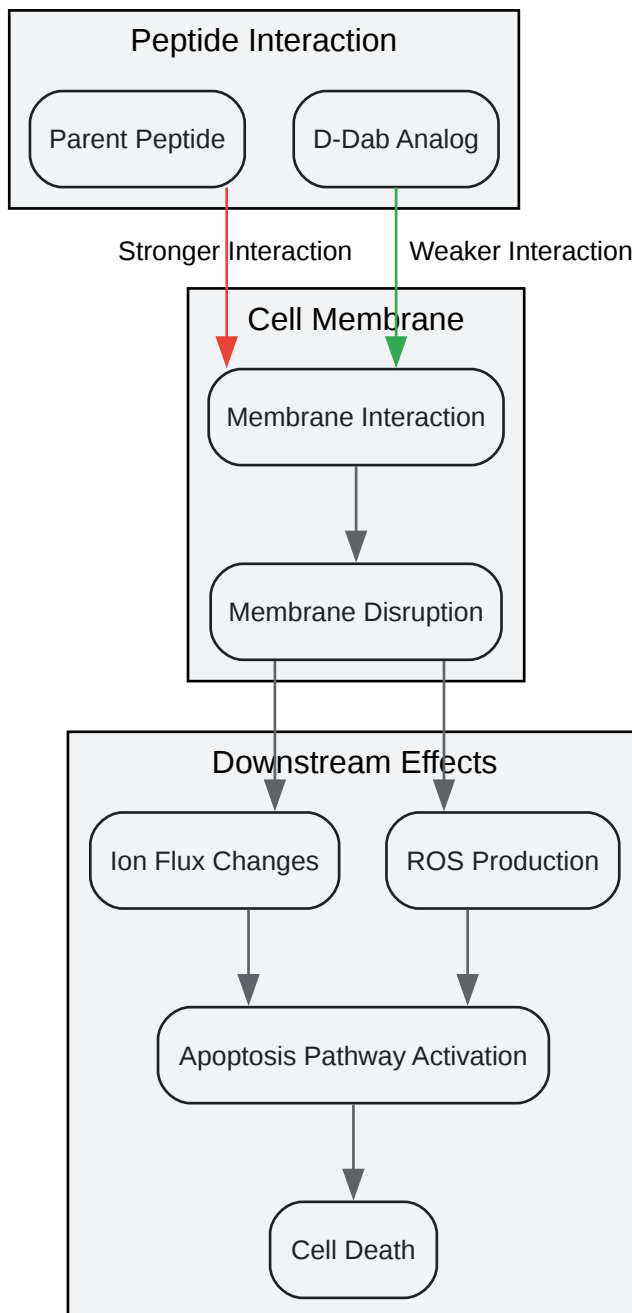 Peptide Interaction
Parent Peptide
D-Dab Analog
Stronger Interaction
Weaker Interaction
Cell Membrane
Membrane Interaction
Membrane Disruption
Downstream Effects
Ion Flux Changes
ROS Production
Apoptosis Pathway Activation
Cell Death